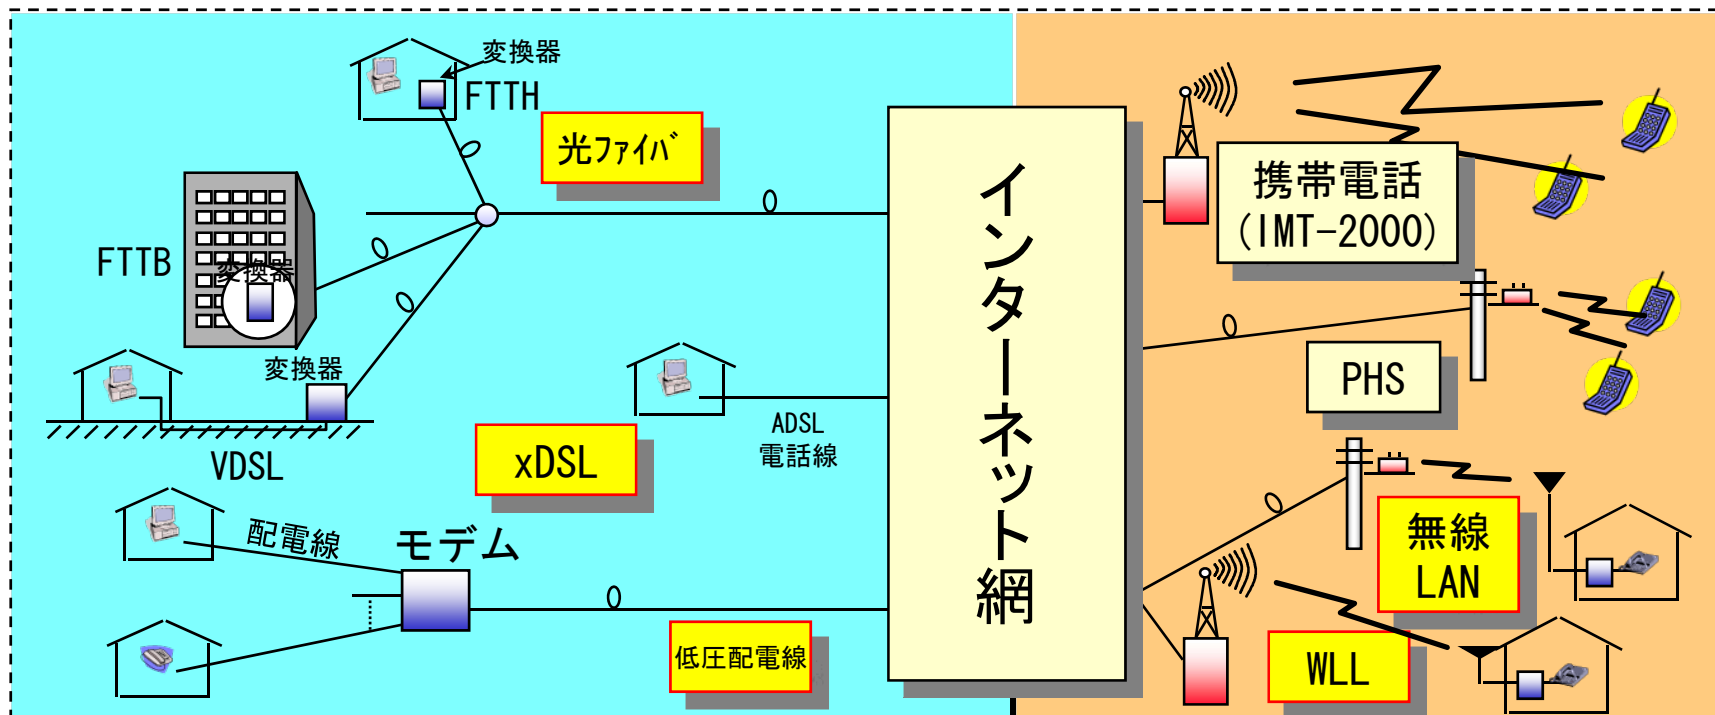 変換器
FTTH
光ファイバ
FTTB
変換器
変換器
VDSL
xDSL
ADSL
電話線
配電線
モデム
低圧配電線
インターネット網
携帯電話
(IMT-2000)
PHS
無線
LAN
WLL